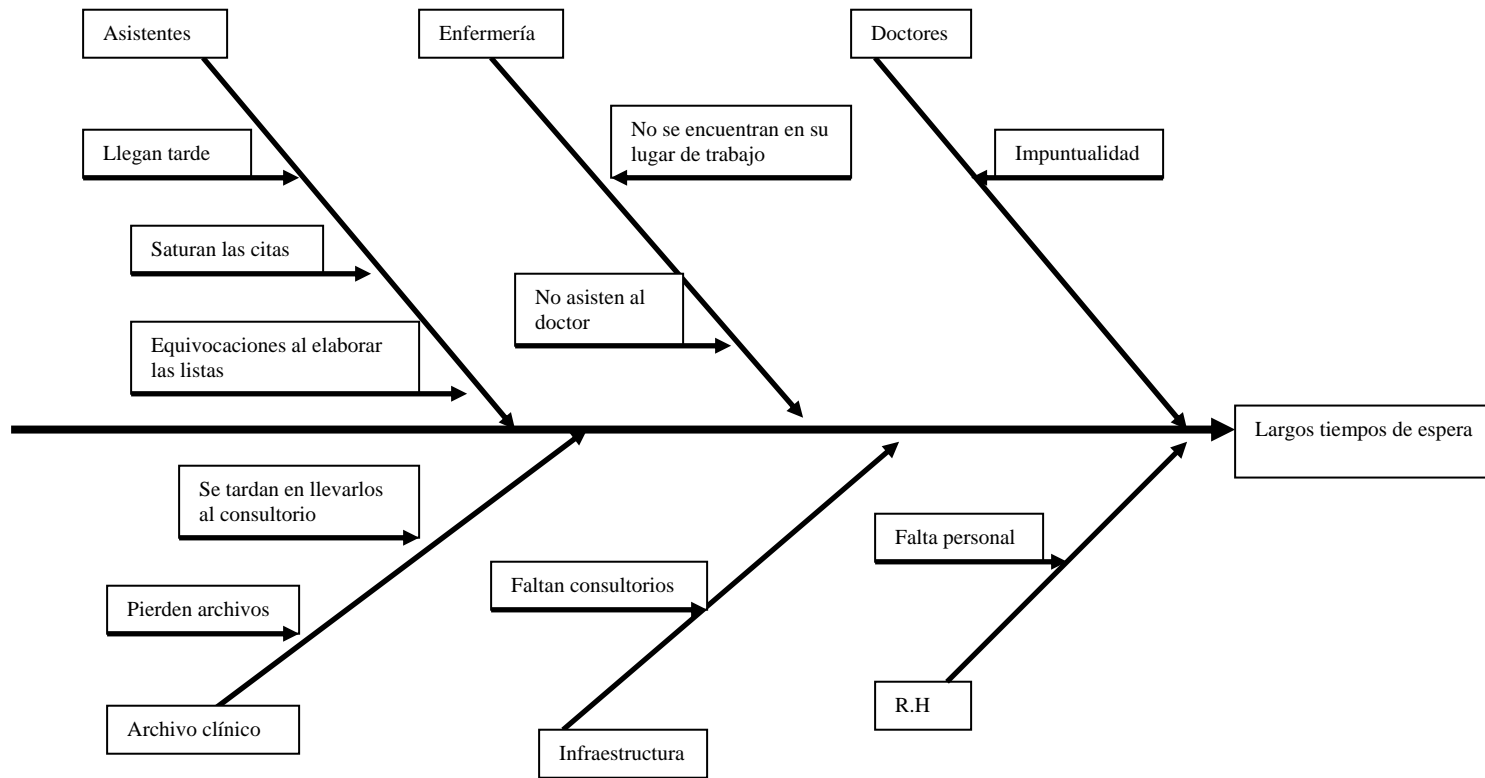 Asistentes
Enfermería
Doctores
No se encuentran en su
lugar de trabajo
Llegan tarde
Impuntualidad
Saturan las citas
No asisten al
doctor
Equivocaciones al elaborar
las listas
Largos tiempos de espera
Se tardan en llevarlos
al consultorio
Falta personal
Faltan consultorios
Pierden archivos
R.H
Archivo clínico
Infraestructura